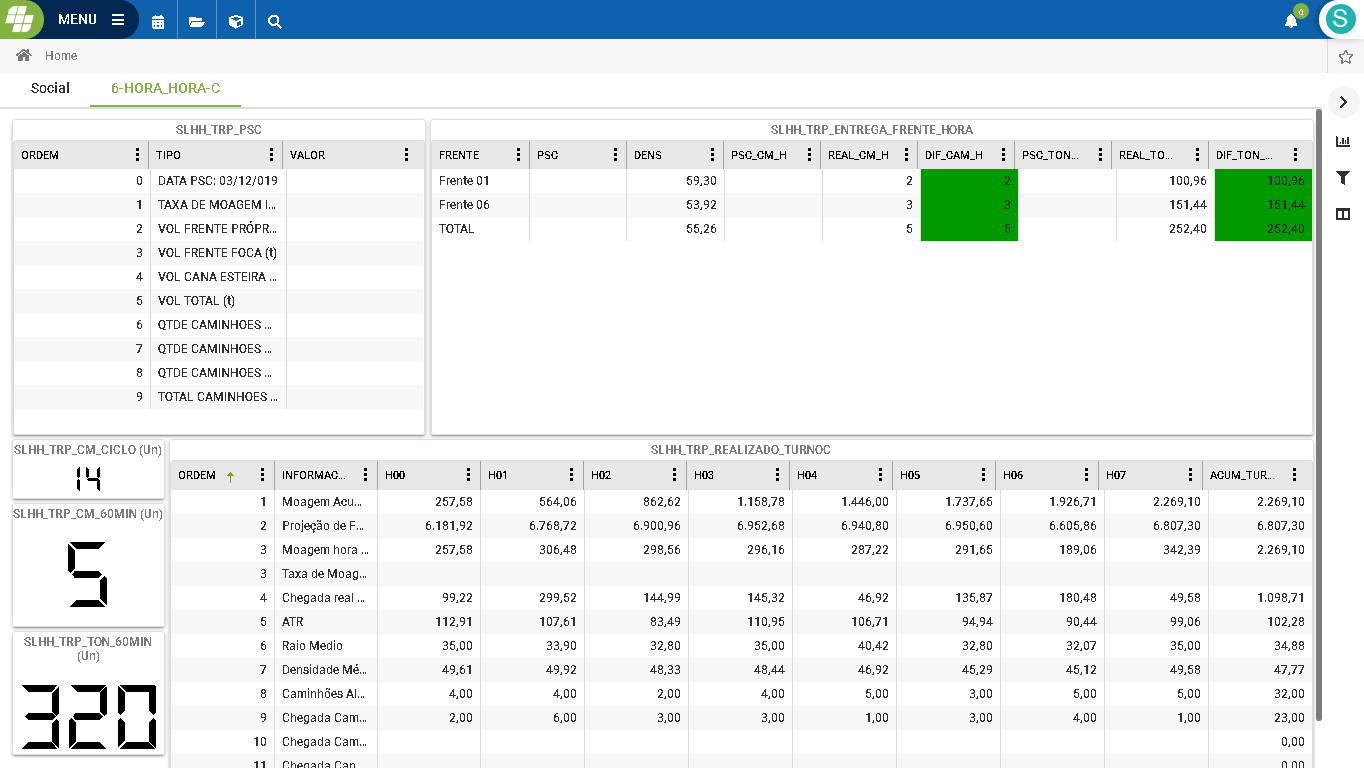 MENU
0
S
Home
Social 6-HORA_HORA-C
SLHH_TRP_PSC
ORDEM TIPO VALOR
0 DATA PSC: 03/12/019
1 TAXA DE MOAGEM I...
2 VOL FRENTE PRÓPR...
3 VOL FRENTE FOCA (t)
4 VOL CANA ESTEIRA ...
5 VOL TOTAL (t)
6 QTDE CAMINHOES ...
7 QTDE CAMINHOES ...
8 QTDE CAMINHOES ...
9 TOTAL CAMINHOES ...
SLHH_TRP_ENTREGA_FRENTE_HORA
FRENTE PSC DENS PSC_CM_H REAL_CM_H DIF_CAM_H PSC_TON... REAL_TO... DIF_TON_...
Frente 01 59,30 2 2 100,96 100,96
Frente 06 53,92 3 3 151,44 151,44
TOTAL 55,26 5 5 252,40 252,40
SLHH_TRP_CM_CICLO (Un)
14
SLHH_TRP_CM_60MIN (Un)
5
SLHH_TRP_TON_60MIN
(Un)
320
SLHH_TRP_REALIZADO_TURNOC
ORDEM INFORMAC... H00 H01 H02 H03 H04 H05 H06 H07 ACUM_TUR...
1 Moagem Acu... 257,58 564,06 862,62 1.158,78 1.446,00 1.737,65 1.926,71 2.269,10 2.269,10
2 Projeção de F... 6.181,92 6.768,72 6.900,96 6.952,68 6.940,80 6.950,60 6.605,86 6.807,30 6.807,30
3 Moagem hora ... 257,58 306,48 298,56 296,16 287,22 291,65 189,06 342,39 2.269,10
3 Taxa de Moag...
4 Chegada real ... 99,22 299,52 144,99 145,32 46,92 135,87 180,48 49,58 1.098,71
5 ATR 112,91 107,61 83,49 110,95 106,71 94,94 90,44 99,06 102,28
6 Raio Medio 35,00 33,90 32,80 35,00 40,42 32,80 32,07 35,00 34,88
7 Densidade Mé... 49,61 49,92 48,33 48,44 46,92 45,29 45,12 49,58 47,77
8 Caminhões Al... 4,00 4,00 2,00 4,00 5,00 3,00 5,00 5,00 32,00
9 Chegada Cam... 2,00 6,00 3,00 3,00 1,00 3,00 4,00 1,00 23,00
10 Chegada Cam... 0,00
11 Chegada Can... 0,00